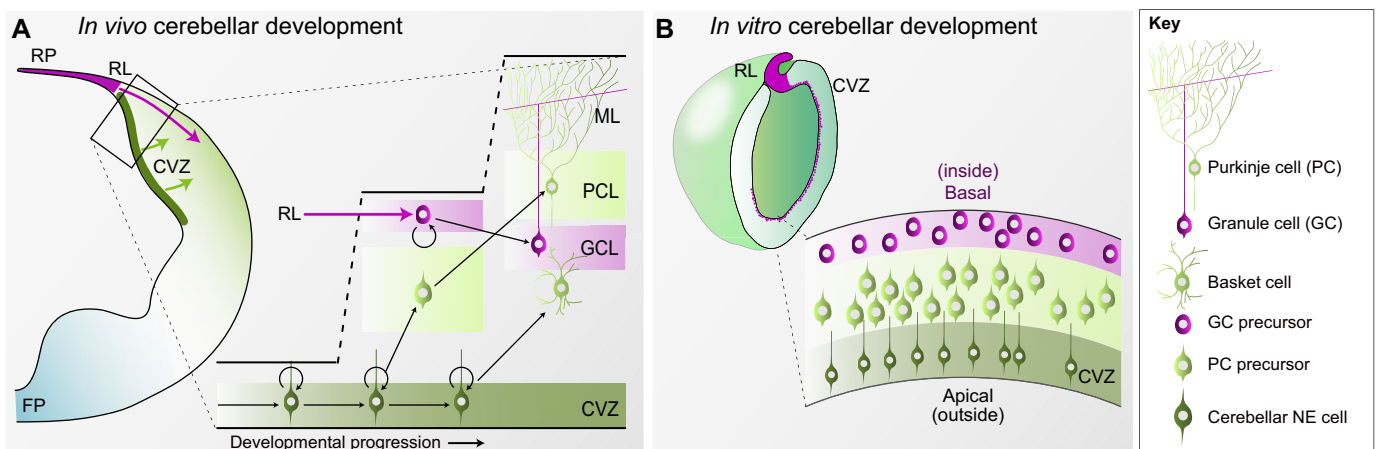 A
In vivo cerebellar development
RP
RL
CVZ
FP
RL
ML
PCL
GCL
CVZ
Developmental progression
B
In vitro cerebellar development
RL
CVZ
(inside)
Basal
CVZ
Apical
(outside)
Key
Purkinje cell (PC)
Granule cell (GC)
Basket cell
GC precursor
PC precursor
Cerebellar NE cell